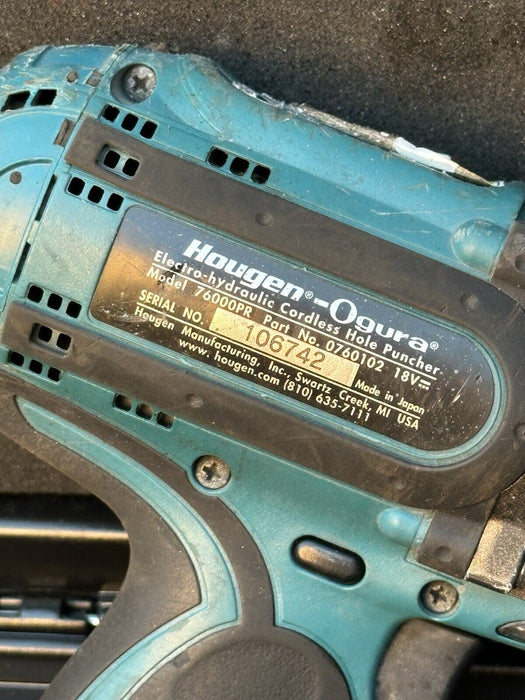 Hougen®-Ogura®
Electro-hydraulic Cordless Hole Puncher
Model 76000PR Part No. 0760102 18V⎓
SERIAL NO. 106742 Made in Japan
Hougen Manufacturing, Inc., Swartz Creek, MI USA
www.hougen.com (810) 635-7111